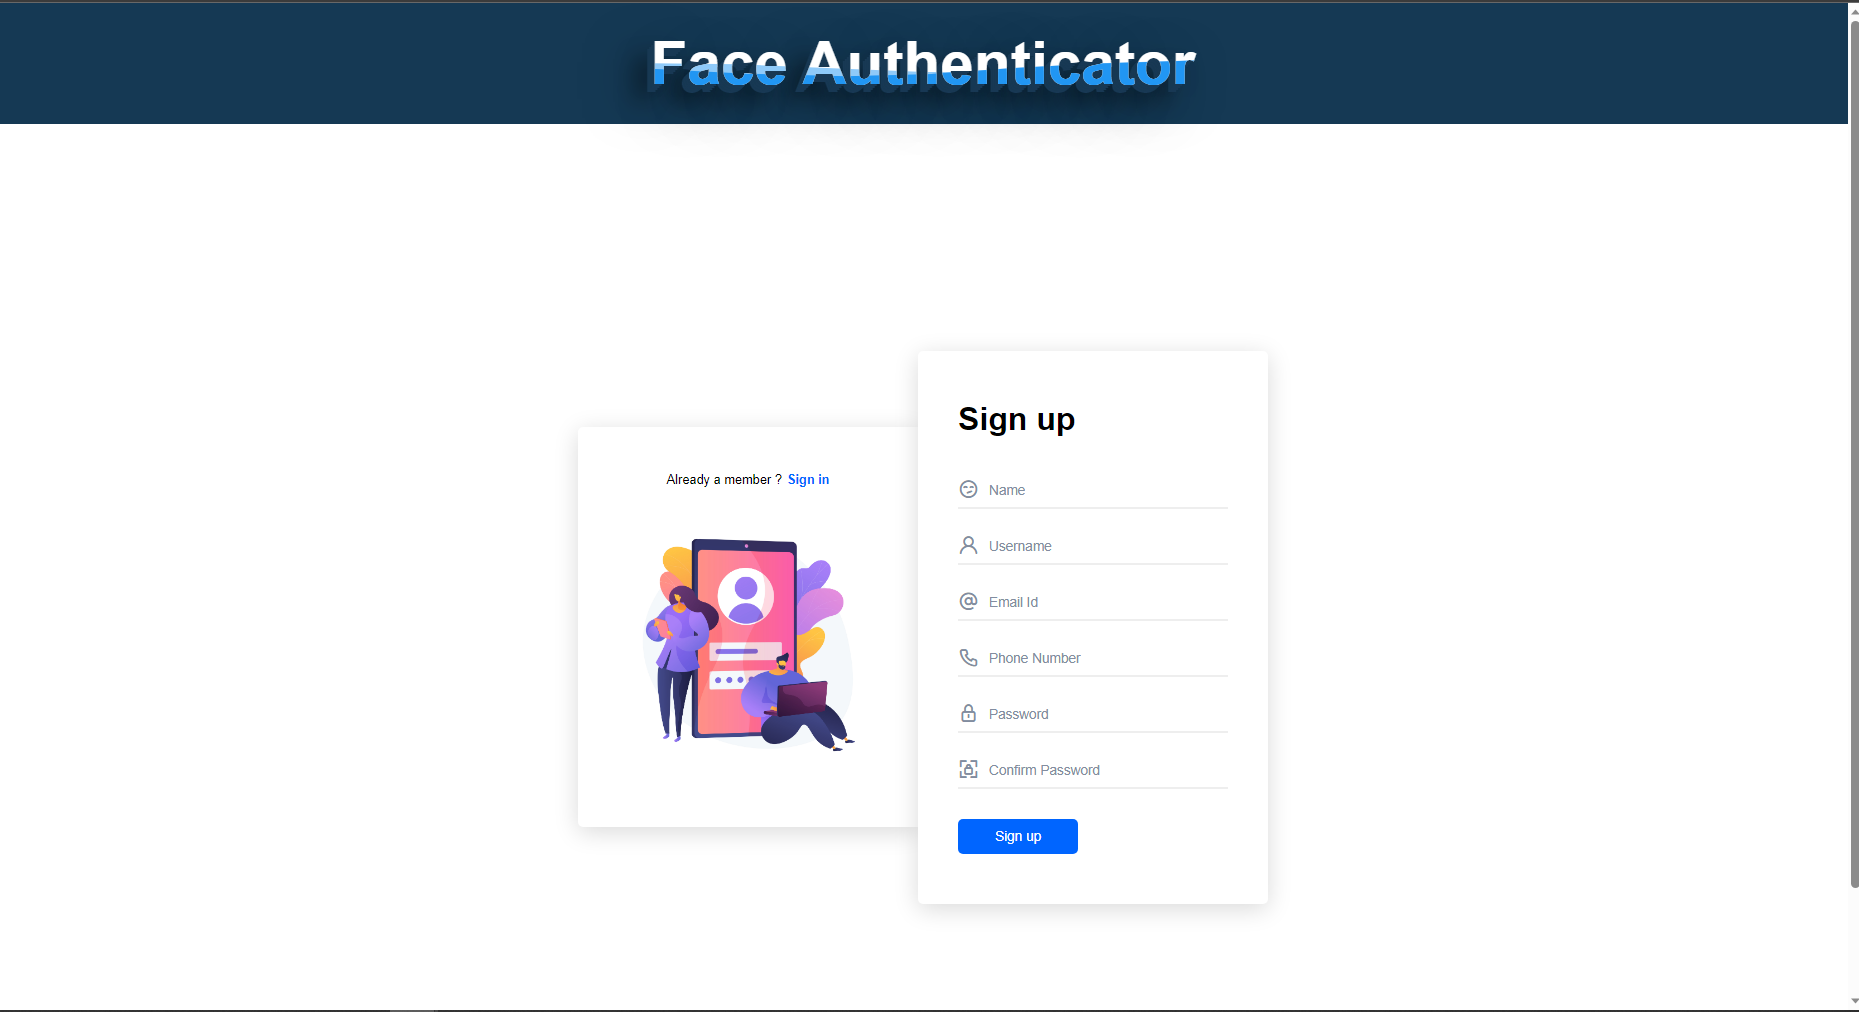 Face Authenticator
Already a member ? Sign in
Sign up
Name
Username
Email Id
Phone Number
Password
Confirm Password
Sign up